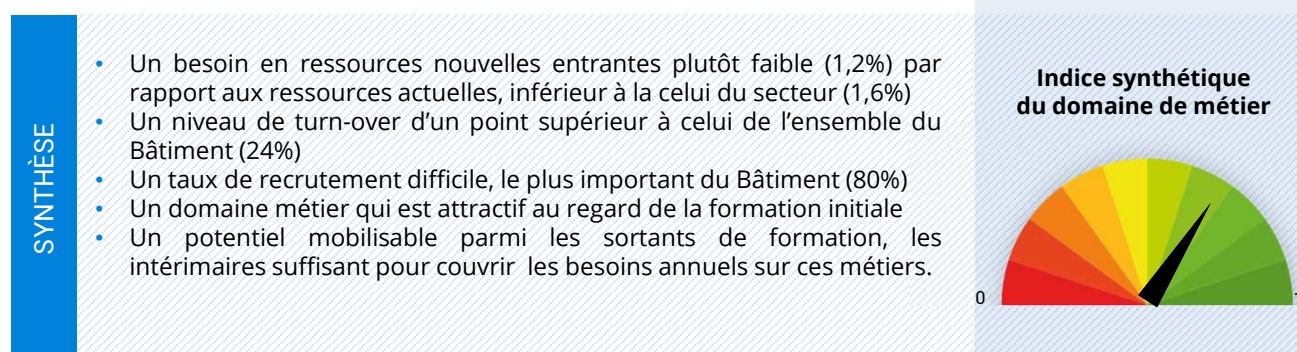 SYNTHÈSE
• Un besoin en ressources nouvelles entrantes plutôt faible (1,2%) par
rapport aux ressources actuelles, inférieur à la celui du secteur (1,6%)
• Un niveau de turn-over d’un point supérieur à celui de l’ensemble du
Bâtiment (24%)
• Un taux de recrutement difficile, le plus important du Bâtiment (80%)
• Un domaine métier qui est attractif au regard de la formation initiale
• Un potentiel mobilisable parmi les sortants de formation, les
intérimaires suffisant pour couvrir les besoins annuels sur ces métiers.
Indice synthétique
du domaine de métier
0